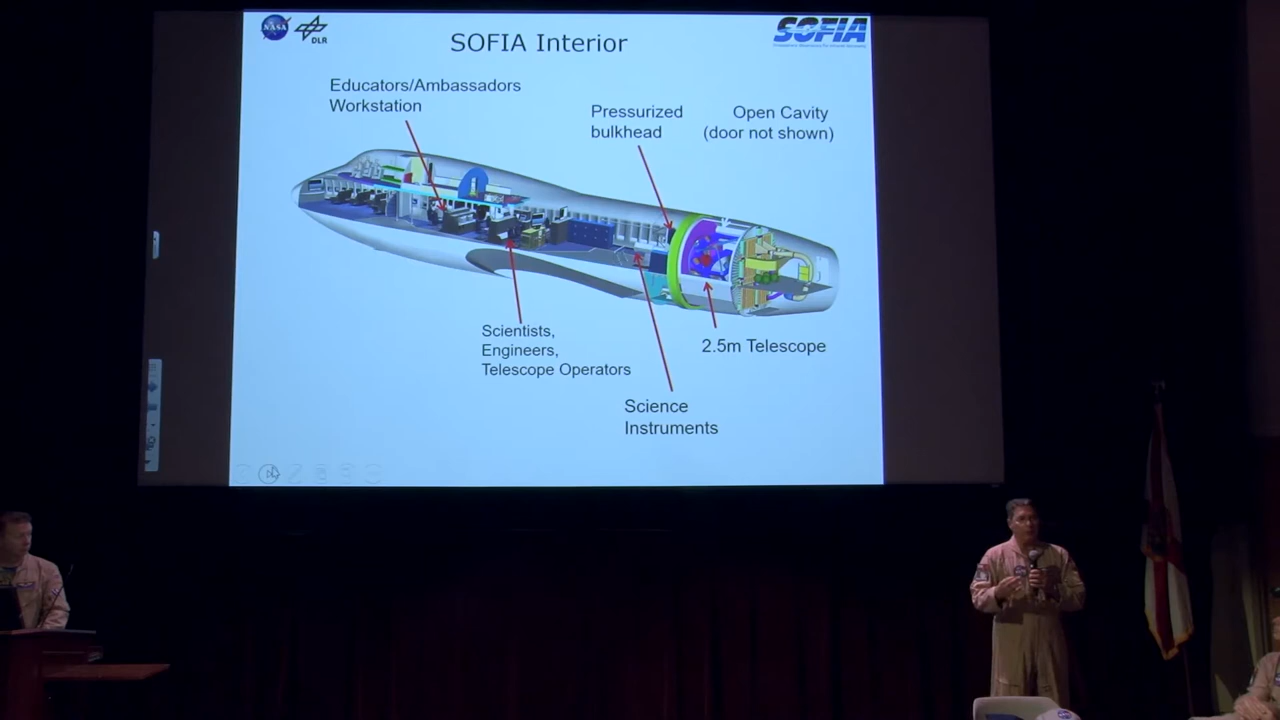 NASA
DLR
SOFIA Interior
SOFIA
Educators/Ambassadors
Workstation
Pressurized
bulkhead
Open Cavity
(door not shown)
Scientists,
Engineers,
Telescope Operators
2.5m Telescope
Science
Instruments